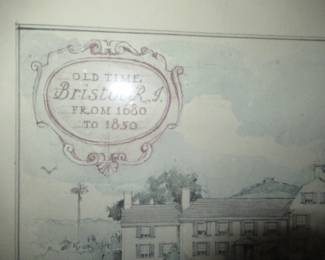 OLD TIME
Bristol R.I.
FROM 1680
TO 1850